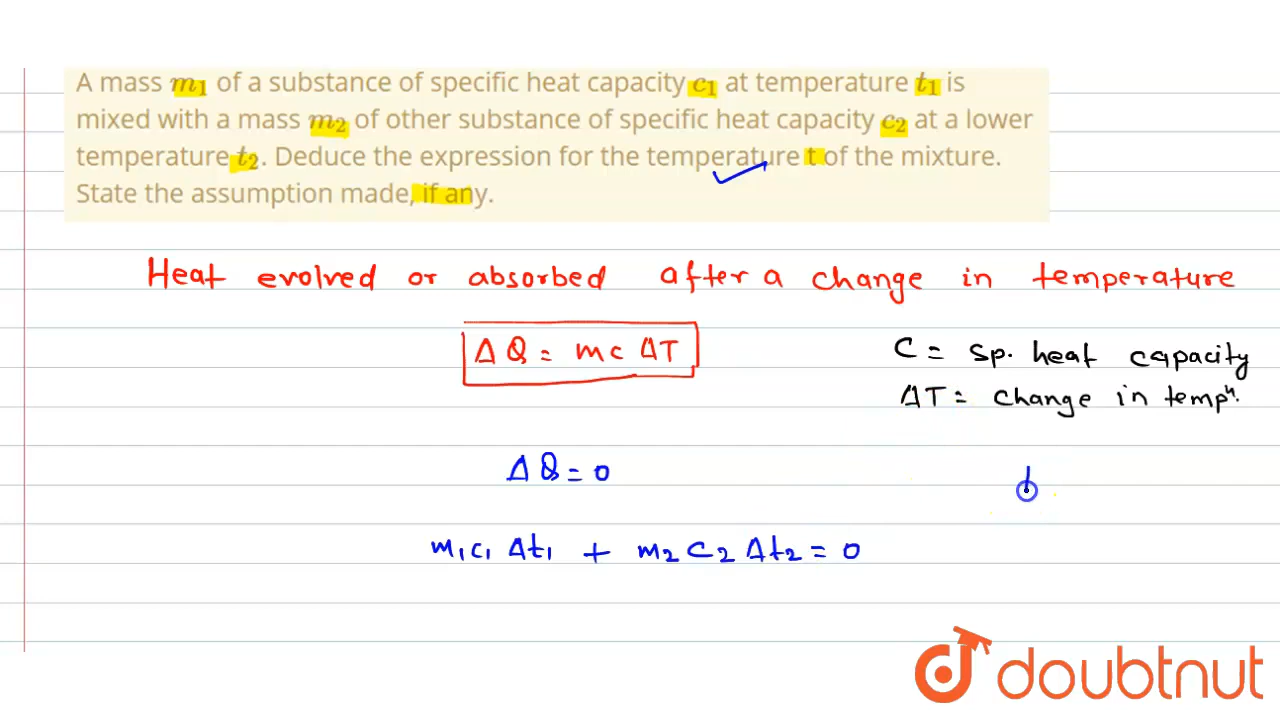 A mass m₁ of a substance of specific heat capacity c₁ at temperature t₁ is
mixed with a mass m₂ of other substance of specific heat capacity c₂ at a lower
temperature t₂. Deduce the expression for the temperature t of the mixture.
State the assumption made, if any.
Heat evolved or absorbed after a change in temperature
ΔQ = mc ΔT
C = sp. heat capacity
ΔT = change in tempʰ.
ΔQ = 0
m₁c₁ Δt₁ + m₂ C₂ Δt₂ = 0
doubtnut